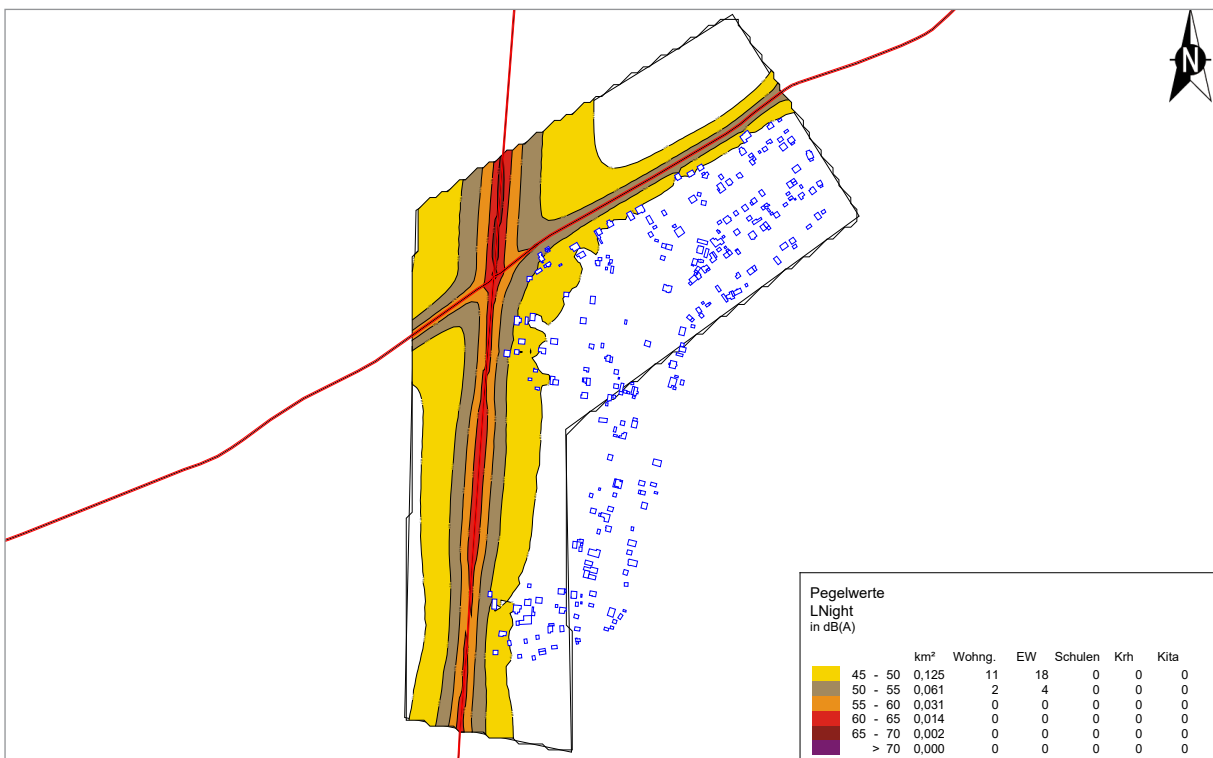 N
Pegelwerte
LNight
in dB(A)
km² Wohng. EW Schulen Krh Kita
45 - 50 0,125 11 18 0 0 0
50 - 55 0,061 2 4 0 0 0
55 - 60 0,031 0 0 0 0 0
60 - 65 0,014 0 0 0 0 0
65 - 70 0,002 0 0 0 0 0
> 70 0,000 0 0 0 0 0